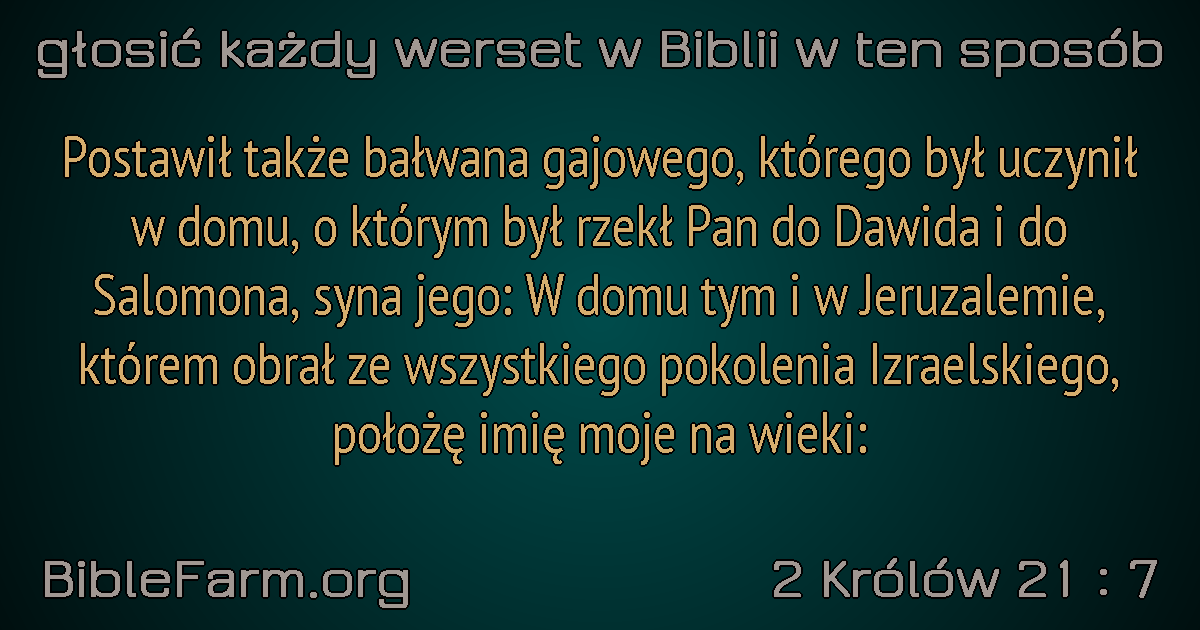 głosić każdy werset w Biblii w ten sposób
Postawił także bałwana gajowego, którego był uczynił
w domu, o którym był rzekł Pan do Dawida i do
Salomona, syna jego: W domu tym i w Jeruzalemie,
którem obrał ze wszystkiego pokolenia Izraelskiego,
położę imię moje na wieki:
BibleFarm.org
2 Królów 21 : 7